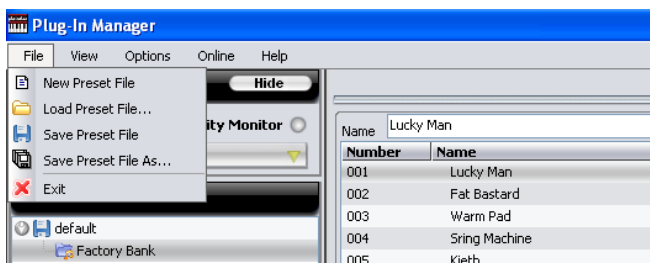 Plug-In Manager
File View Options Online Help
New Preset File
Load Preset File...
Save Preset File
Save Preset File As...
Exit
Hide
ity Monitor
default
Factory Bank
Name Lucky Man
Number Name
001 Lucky Man
002 Fat Bastard
003 Warm Pad
004 Sring Machine
005 Kieth